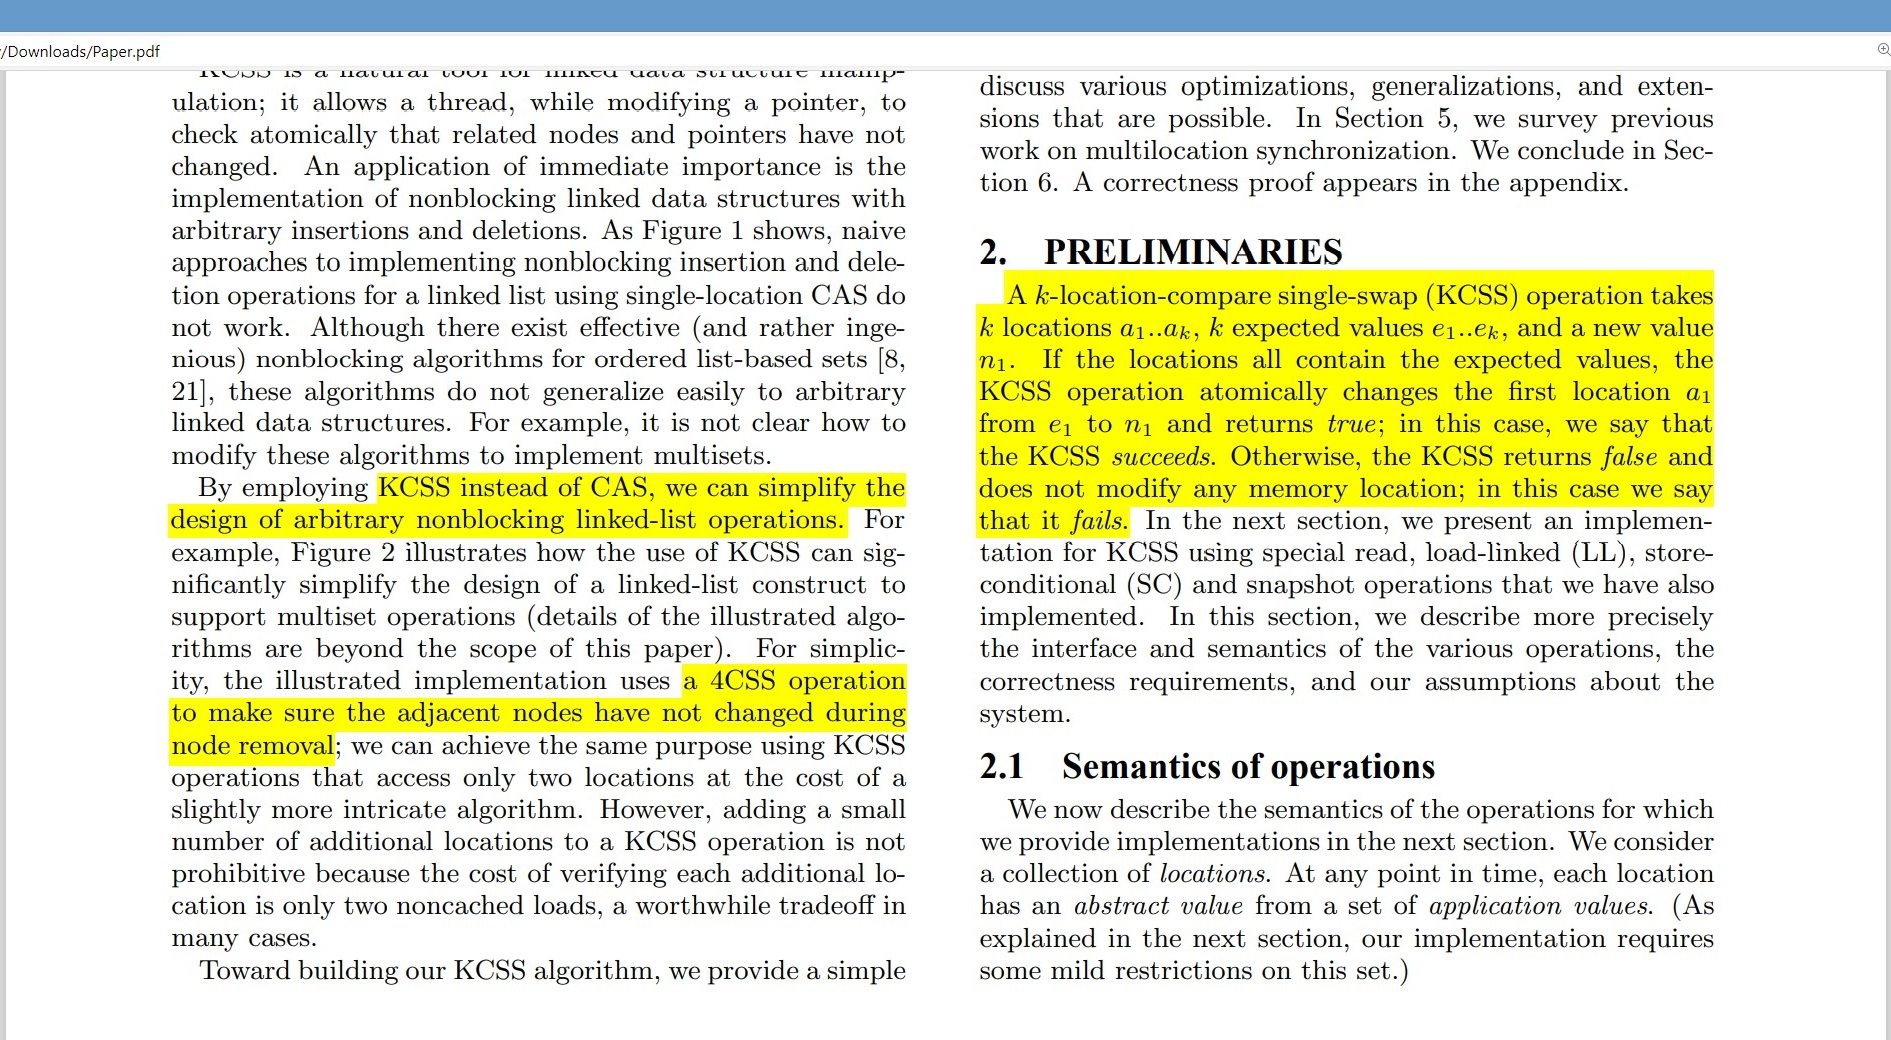 /Downloads/Paper.pdf
KCSS is a natural tool for linked data structure manip-
ulation; it allows a thread, while modifying a pointer, to
check atomically that related nodes and pointers have not
changed. An application of immediate importance is the
implementation of nonblocking linked data structures with
arbitrary insertions and deletions. As Figure 1 shows, naive
approaches to implementing nonblocking insertion and dele-
tion operations for a linked list using single-location CAS do
not work. Although there exist effective (and rather inge-
nious) nonblocking algorithms for ordered list-based sets [8,
21], these algorithms do not generalize easily to arbitrary
linked data structures. For example, it is not clear how to
modify these algorithms to implement multisets.
By employing KCSS instead of CAS, we can simplify the
design of arbitrary nonblocking linked-list operations. For
example, Figure 2 illustrates how the use of KCSS can sig-
nificantly simplify the design of a linked-list construct to
support multiset operations (details of the illustrated algo-
rithms are beyond the scope of this paper). For simplic-
ity, the illustrated implementation uses a 4CSS operation
to make sure the adjacent nodes have not changed during
node removal; we can achieve the same purpose using KCSS
operations that access only two locations at the cost of a
slightly more intricate algorithm. However, adding a small
number of additional locations to a KCSS operation is not
prohibitive because the cost of verifying each additional lo-
cation is only two noncached loads, a worthwhile tradeoff in
many cases.
Toward building our KCSS algorithm, we provide a simple
discuss various optimizations, generalizations, and exten-
sions that are possible. In Section 5, we survey previous
work on multilocation synchronization. We conclude in Sec-
tion 6. A correctness proof appears in the appendix.
2. PRELIMINARIES
A k-location-compare single-swap (KCSS) operation takes
k locations a₁..aₖ, k expected values e₁..eₖ, and a new value
n₁. If the locations all contain the expected values, the
KCSS operation atomically changes the first location a₁
from e₁ to n₁ and returns true; in this case, we say that
the KCSS succeeds. Otherwise, the KCSS returns false and
does not modify any memory location; in this case we say
that it fails. In the next section, we present an implemen-
tation for KCSS using special read, load-linked (LL), store-
conditional (SC) and snapshot operations that we have also
implemented. In this section, we describe more precisely
the interface and semantics of the various operations, the
correctness requirements, and our assumptions about the
system.
2.1 Semantics of operations
We now describe the semantics of the operations for which
we provide implementations in the next section. We consider
a collection of locations. At any point in time, each location
has an abstract value from a set of application values. (As
explained in the next section, our implementation requires
some mild restrictions on this set.)